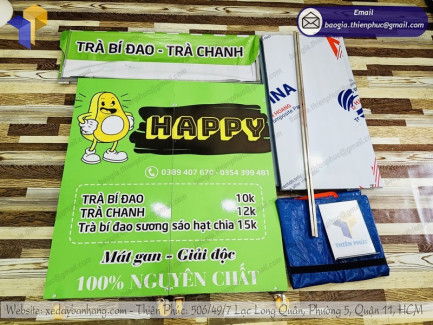 Email
baogia.thienphuc@gmail.com
TRÀ BÍ ĐAO - TRÀ CHANH
HAPPY
0389 407 670 - 0354 399 481
TRÀ BÍ ĐAO 10k
TRÀ CHANH 12k
Trà bí đao sương sáo hạt chia 15k
Mát gan - Giải độc
100% NGUYÊN CHẤT
THIÊN PHÚC
Website: xedaybanhang.com - Thiên Phúc: 506/49/7 Lạc Long Quân, Phường 5, Quận 11, HCM